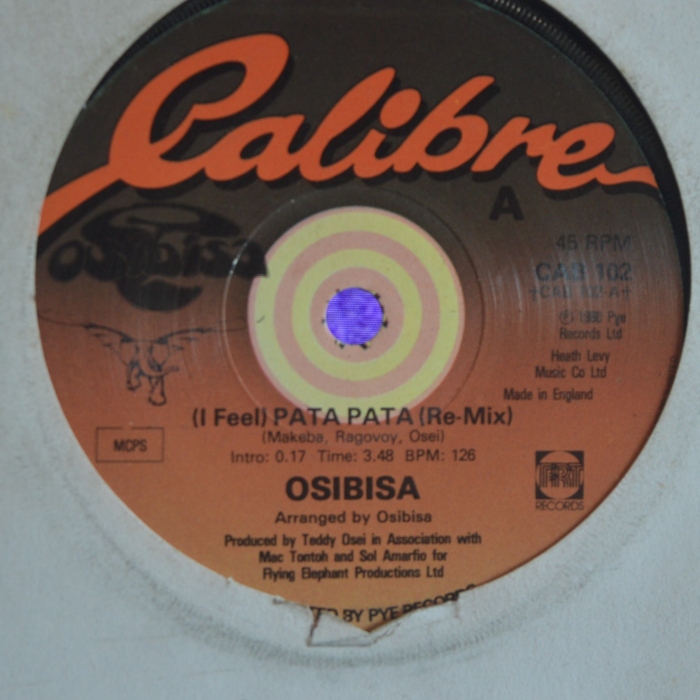 Calibre
A
osibisa
45 RPM
CAB 102
+CAB 102-A+
℗ 1980 Pye
Records Ltd
Heath Levy
Music Co Ltd
Made in England
(I Feel) PATA PATA (Re-Mix)
(Makeba, Ragovoy, Osei)
Intro: 0.17 Time: 3.48 BPM: 126
MCPS
OSIBISA
Arranged by Osibisa
RECORDS
Produced by Teddy Osei in Association with
Mac Tontoh and Sol Amarfio for
Flying Elephant Productions Ltd
BY PYE RECORDS